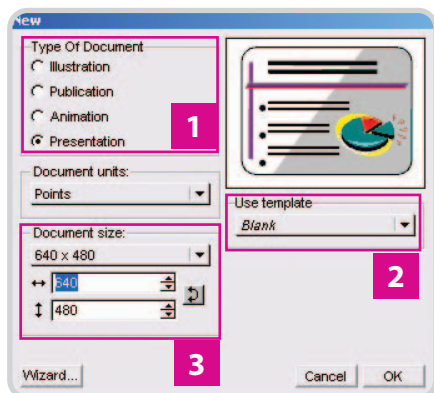 New
Type Of Document
Illustration
Publication
Animation
Presentation
1
Document units:
Points
Use template
Blank
2
Document size:
640 x 480
640
480
3
Wizard...
Cancel
OK